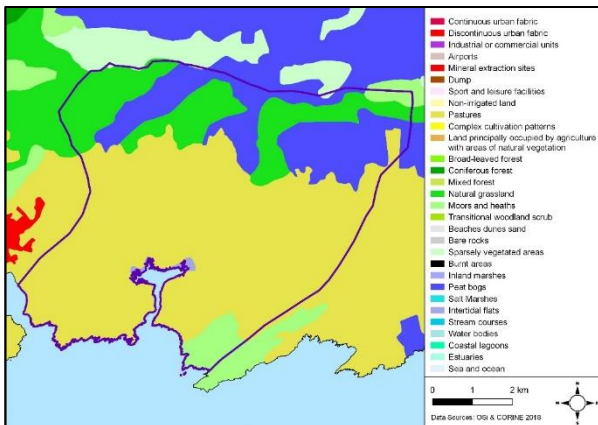 Continuous urban fabric
Discontinuous urban fabric
Industrial or commercial units
Airports
Mineral extraction sites
Dump
Sport and leisure facilities
Non-irrigated land
Pastures
Complex cultivation patterns
Land principally occupied by agriculture
with areas of natural vegetation
Broad-leaved forest
Coniferous forest
Mixed forest
Natural grassland
Moors and heaths
Transitional woodland scrub
Beaches dunes sand
Bare rocks
Sparsely vegetated areas
Burnt areas
Inland marshes
Peat bogs
Salt Marshes
Intertidal flats
Stream courses
Water bodies
Coastal lagoons
Estuaries
Sea and ocean
0 1 2 km
Data Sources: OSi & CORINE 2018